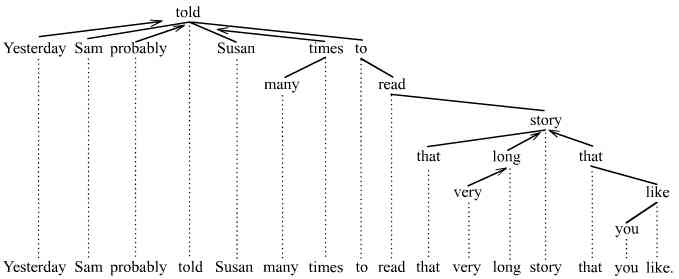 told
Yesterday Sam probably Susan times to
many read
story
that long that
very like
you
Yesterday Sam probably told Susan many times to read that very long story that you like.